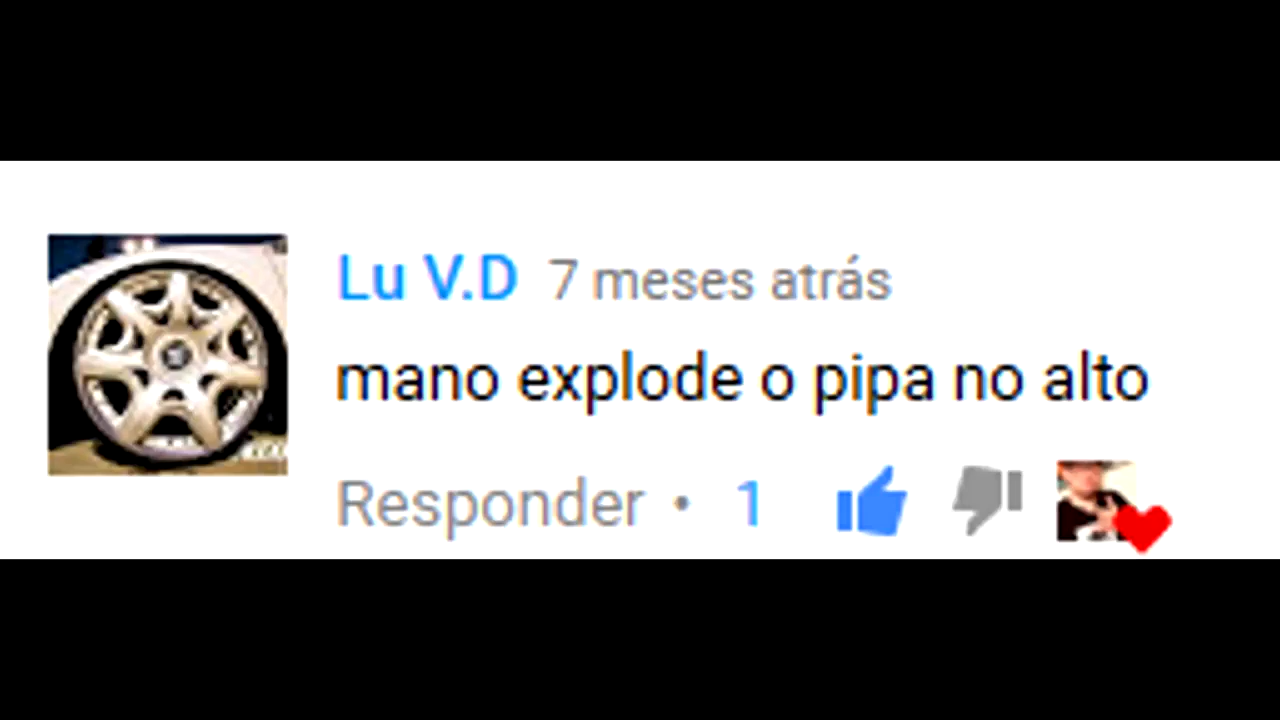 Lu V.D 7 meses atrás
mano explode o pipa no alto
Responder • 1